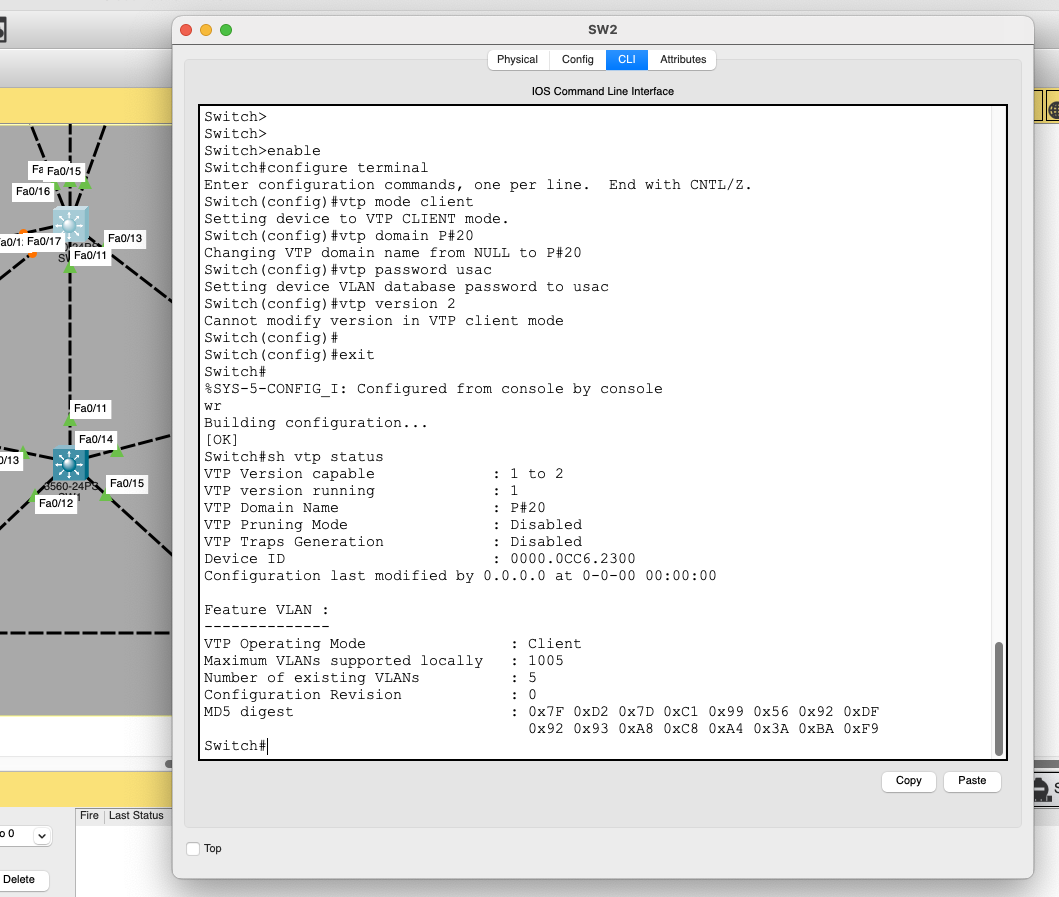 SW2
Physical
Config
CLI
Attributes
IOS Command Line Interface
Switch>
Switch>
Switch>enable
Switch#configure terminal
Enter configuration commands, one per line.  End with CNTL/Z.
Switch(config)#vtp mode client
Setting device to VTP CLIENT mode.
Switch(config)#vtp domain P#20
Changing VTP domain name from NULL to P#20
Switch(config)#vtp password usac
Setting device VLAN database password to usac
Switch(config)#vtp version 2
Cannot modify version in VTP client mode
Switch(config)#
Switch(config)#exit
Switch#
%SYS-5-CONFIG_I: Configured from console by console
wr
Building configuration...
[OK]
Switch#sh vtp status
VTP Version capable             : 1 to 2
VTP version running             : 1
VTP Domain Name                 : P#20
VTP Pruning Mode                : Disabled
VTP Traps Generation            : Disabled
Device ID                       : 0000.0CC6.2300
Configuration last modified by 0.0.0.0 at 0-0-00 00:00:00
Feature VLAN :
--------------
VTP Operating Mode                : Client
Maximum VLANs supported locally   : 1005
Number of existing VLANs          : 5
Configuration Revision            : 0
MD5 digest                        : 0x7F 0xD2 0x7D 0xC1 0x99 0x56 0x92 0xDF
0x92 0x93 0xA8 0xC8 0xA4 0x3A 0xBA 0xF9
Switch#
Copy
Paste
Top
Fa0/15
Fa0/16
Fa0/17
Fa0/13
Fa0/11
Fa0/11
Fa0/14
0/13
Fa0/15
3560-24PS
Fa0/12
Fire
Last Status
o 0
Delete